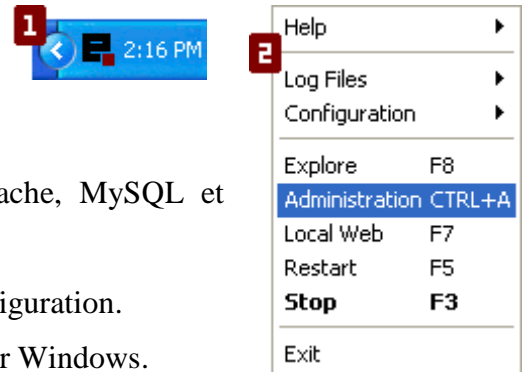 1
2:16 PM
2
Help
Log Files
Configuration
Explore F8
Administration CTRL+A
Local Web F7
Restart F5
Stop F3
Exit
ache, MySQL et
iguration.
r Windows.